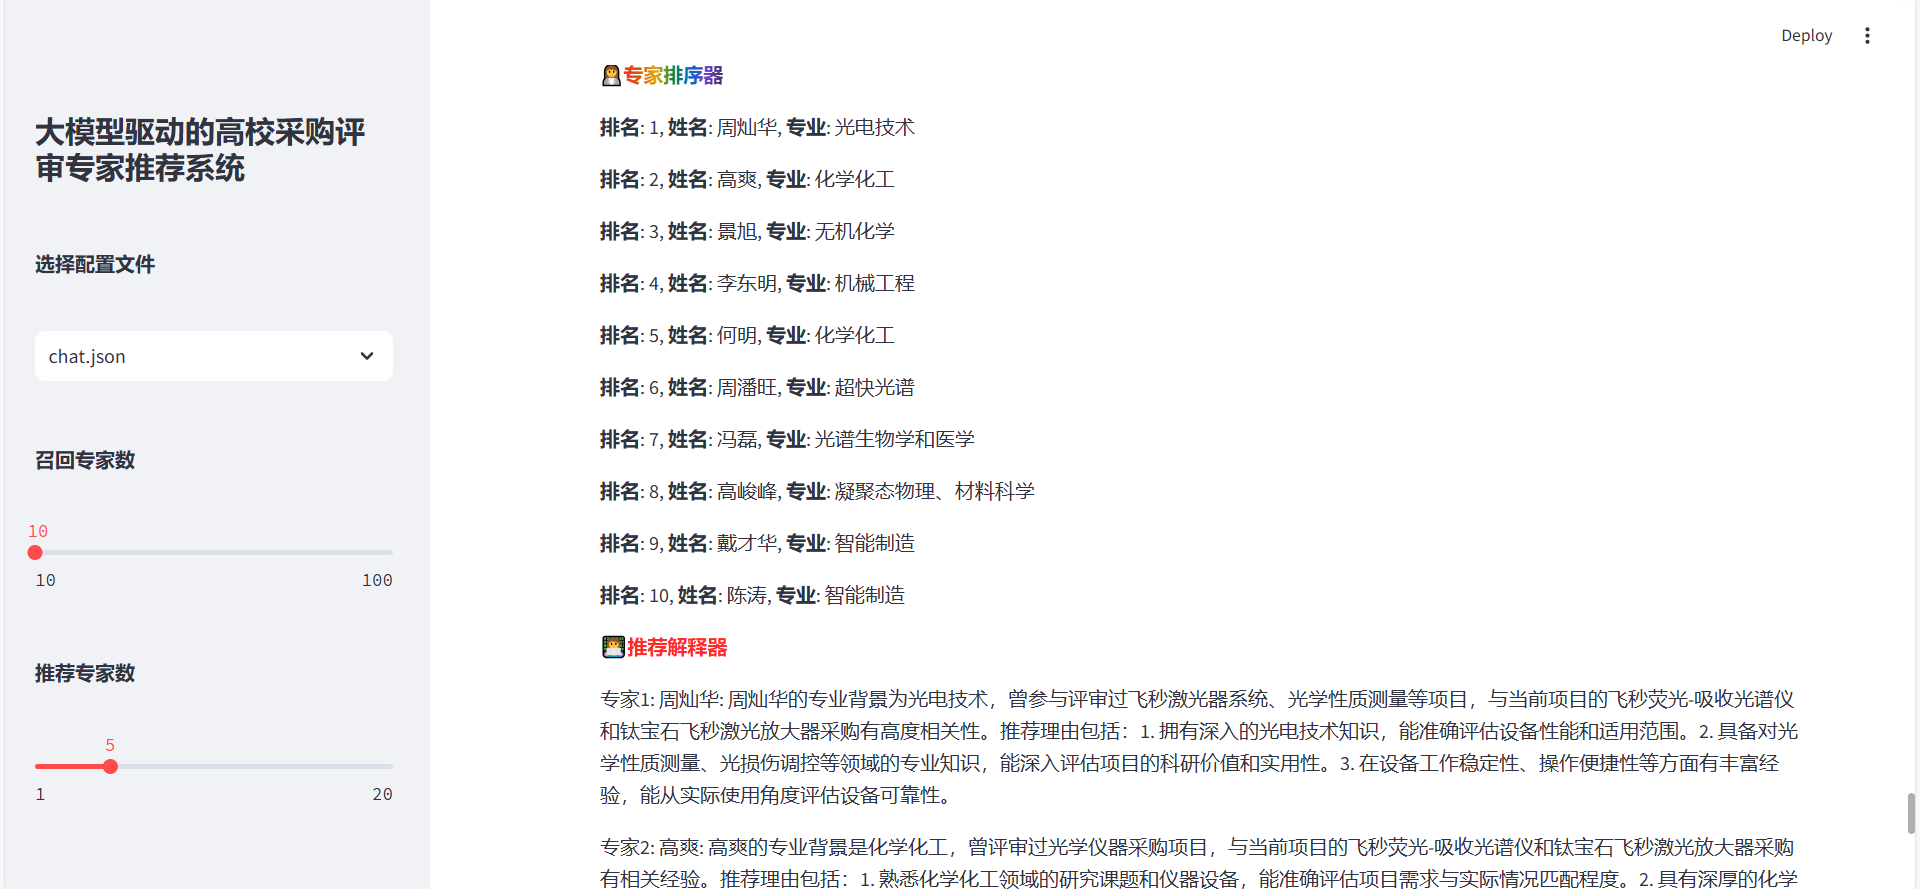 大模型驱动的高校采购评
审专家推荐系统
选择配置文件
chat.json
召回专家数
10
10 100
推荐专家数
5
1 20
Deploy
专家排序器
排名: 1, 姓名: 周灿华, 专业: 光电技术
排名: 2, 姓名: 高爽, 专业: 化学化工
排名: 3, 姓名: 景旭, 专业: 无机化学
排名: 4, 姓名: 李东明, 专业: 机械工程
排名: 5, 姓名: 何明, 专业: 化学化工
排名: 6, 姓名: 周潘旺, 专业: 超快光谱
排名: 7, 姓名: 冯磊, 专业: 光谱生物学和医学
排名: 8, 姓名: 高峻峰, 专业: 凝聚态物理、材料科学
排名: 9, 姓名: 戴才华, 专业: 智能制造
排名: 10, 姓名: 陈涛, 专业: 智能制造
推荐解释器
专家1: 周灿华: 周灿华的专业背景为光电技术，曾参与评审过飞秒激光器系统、光学性质测量等项目，与当前项目的飞秒荧光-吸收光谱仪
和钛宝石飞秒激光放大器采购有高度相关性。推荐理由包括：1. 拥有深入的光电技术知识，能准确评估设备性能和适用范围。2. 具备对光
学性质测量、光损伤调控等领域的专业知识，能深入评估项目的科研价值和实用性。3. 在设备工作稳定性、操作便捷性等方面有丰富经
验，能从实际使用角度评估设备可靠性。
专家2: 高爽: 高爽的专业背景是化学化工，曾评审过光学仪器采购项目，与当前项目的飞秒荧光-吸收光谱仪和钛宝石飞秒激光放大器采购
有相关经验。推荐理由包括：1. 熟悉化学化工领域的研究课题和仪器设备，能准确评估项目需求与实际情况匹配程度。2. 具有深厚的化学